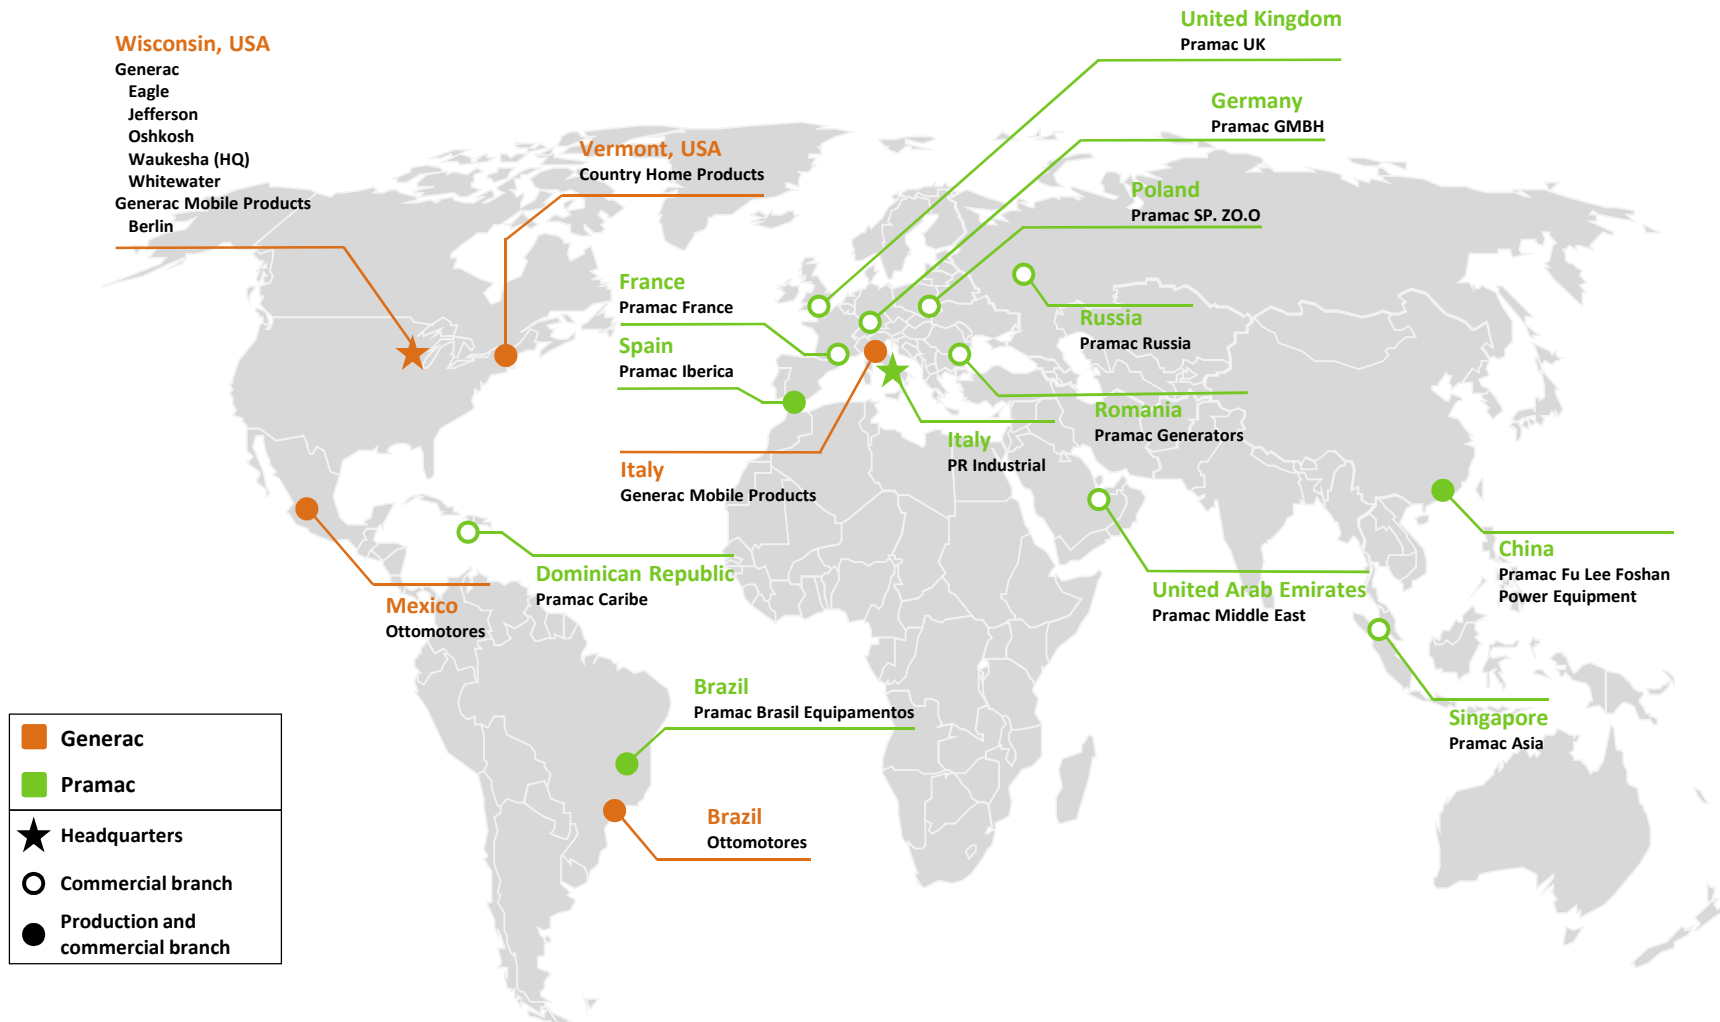 Wisconsin, USA
Generac
Eagle
Jefferson
Oshkosh
Waukesha (HQ)
Whitewater
Generac Mobile Products
Berlin
Vermont, USA
Country Home Products
United Kingdom
Pramac UK
Germany
Pramac GMBH
Poland
Pramac SP. ZO.O
France
Pramac France
Spain
Pramac Iberica
Russia
Pramac Russia
Romania
Pramac Generators
Italy
PR Industrial
Italy
Generac Mobile Products
China
Pramac Fu Lee Foshan
Power Equipment
Dominican Republic
Pramac Caribe
United Arab Emirates
Pramac Middle East
Mexico
Ottomotores
Brazil
Pramac Brasil Equipamentos
Singapore
Pramac Asia
Brazil
Ottomotores
Generac
Pramac
Headquarters
Commercial branch
Production and
commercial branch